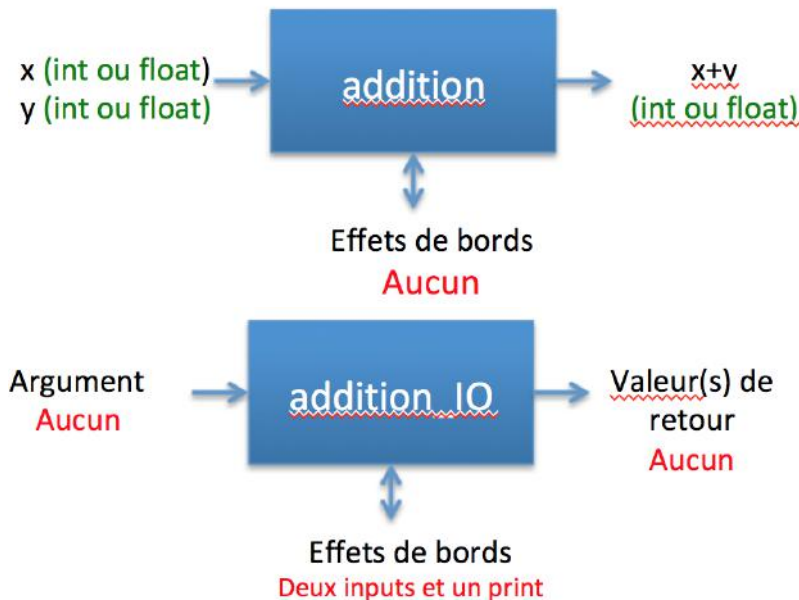 x (int ou float)
y (int ou float)
addition
x+v
(int ou float)
Effets de bords
Aucun
Argument
Aucun
addition_IO
Valeur(s) de
retour
Aucun
Effets de bords
Deux inputs et un print